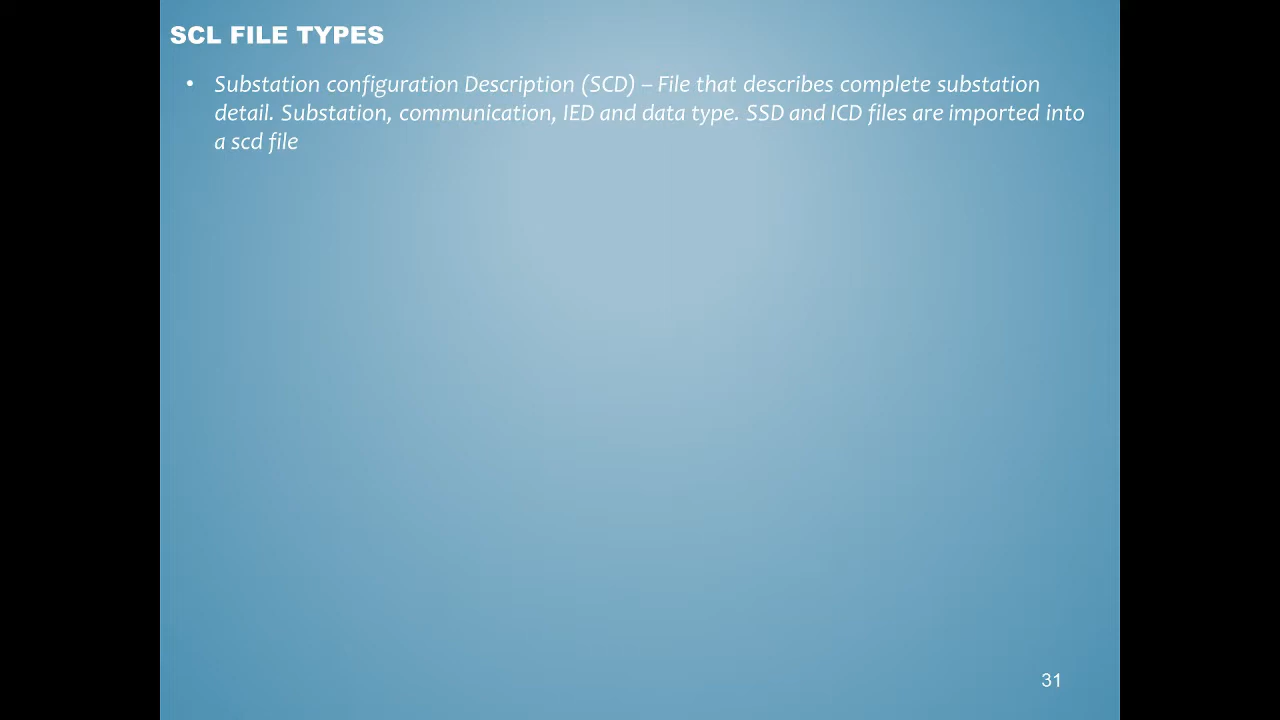 SCL FILE TYPES
• Substation configuration Description (SCD) – File that describes complete substation
detail. Substation, communication, IED and data type. SSD and ICD files are imported into
a scd file
31